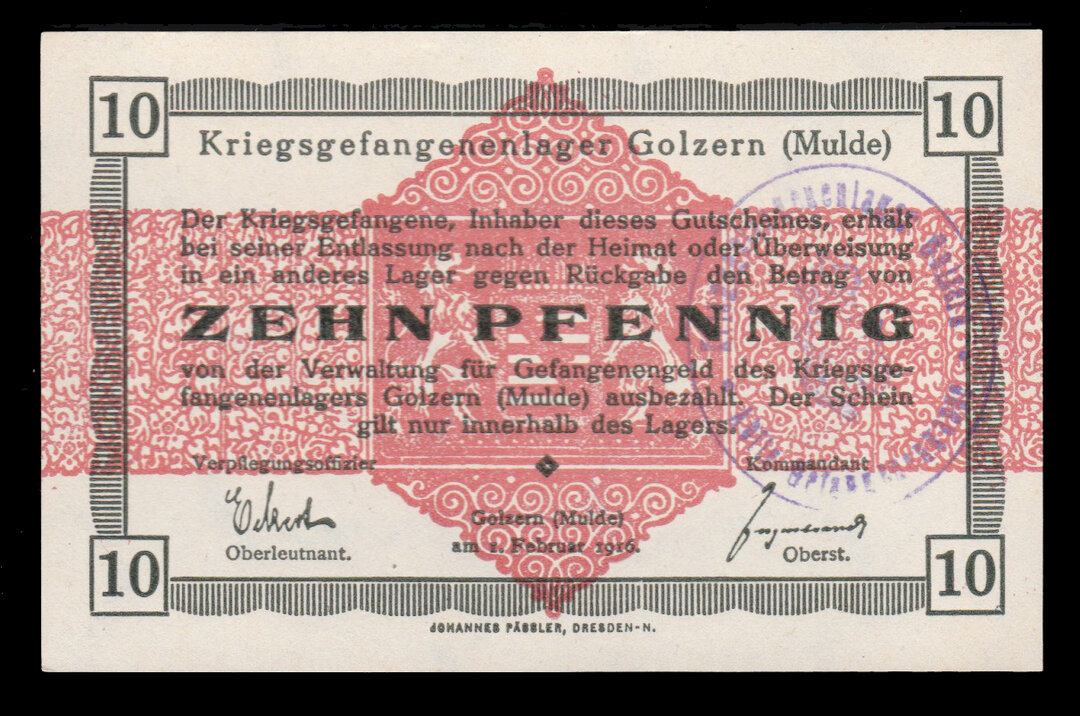 10 10
Kriegsgefangenenlager Golzern (Mulde)
Der Kriegsgefangene, Inhaber dieses Gutscheines, erhält
bei seiner Entlassung nach der Heimat oder Überweisung
in ein anderes Lager gegen Rückgabe den Betrag von
ZEHN PFENNIG
von der Verwaltung für Gefangenengeld des Kriegsge-
fangenenlagers Golzern (Mulde) ausbezahlt. Der Schein
gilt nur innerhalb des Lagers.
Verpflegungsoffizier Kommandant
Eckert
Golzern (Mulde)
Oberleutnant. am 1. Februar 1916. Oberst.
10 10
JOHANNES PÄSSLER, DRESDEN-N.